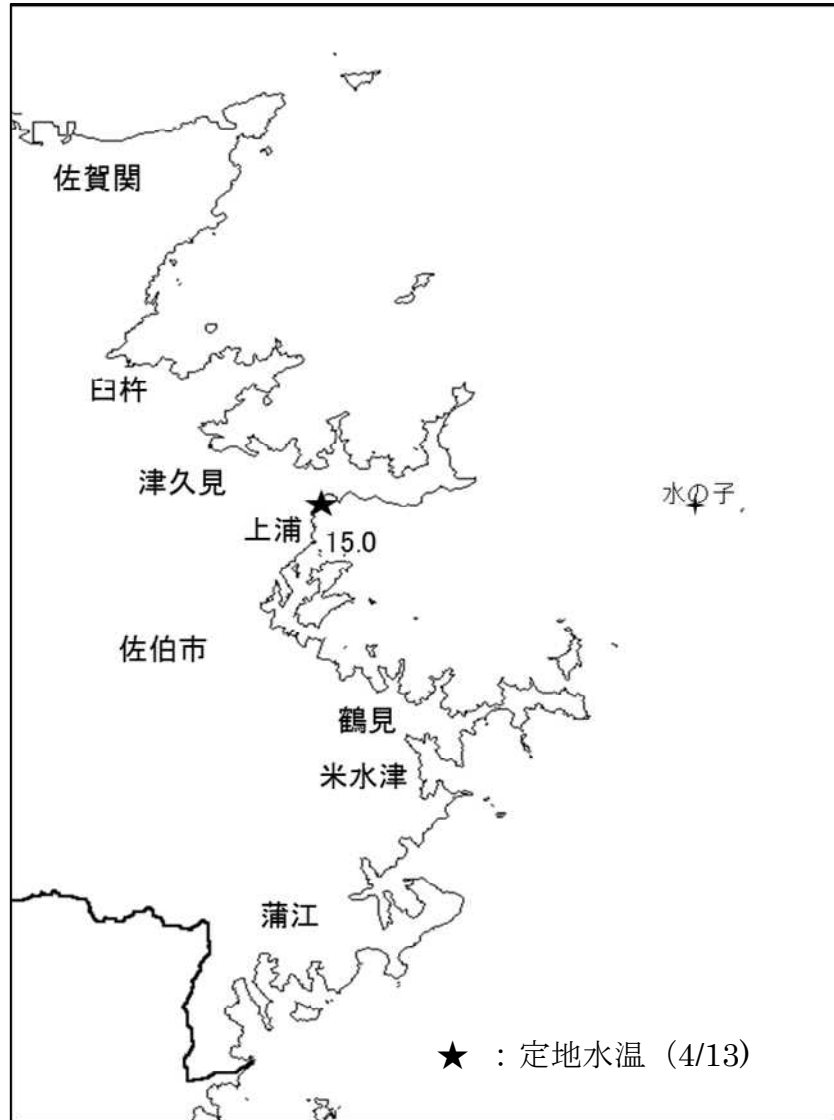 佐賀関
臼杵
津久見
水の子
上浦
15.0
佐伯市
鶴見
米水津
蒲江
★ : 定地水温 (4/13)